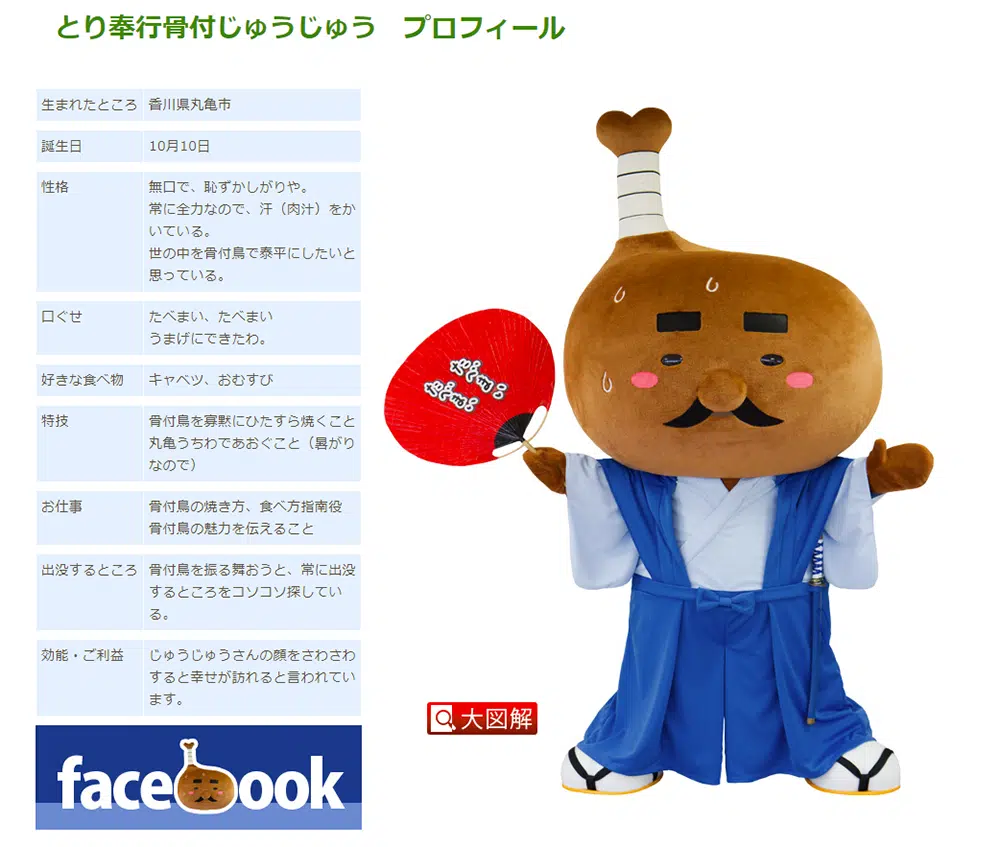 とり奉行骨付じゅうじゅう　プロフィール
生まれたところ 香川県丸亀市
誕生日 10月10日
性格 無口で、恥ずかしがりや。
常に全力なので、汗（肉汁）をか
いている。
世の中を骨付鳥で泰平にしたいと
思っている。
口ぐせ たべまい、たべまい
うまげにできたわ。
好きな食べ物 キャベツ、おむすび
特技 骨付鳥を寡黙にひたすら焼くこと
丸亀うちわであおぐこと（暑がり
なので）
お仕事 骨付鳥の焼き方、食べ方指南役
骨付鳥の魅力を伝えること
出没するところ 骨付鳥を振る舞おうと、常に出没
するところをコソコソ探してい
る。
効能・ご利益 じゅうじゅうさんの顔をさわさわ
すると幸せが訪れると言われてい
ます。
facebook
じゅう
じゅう
大図解